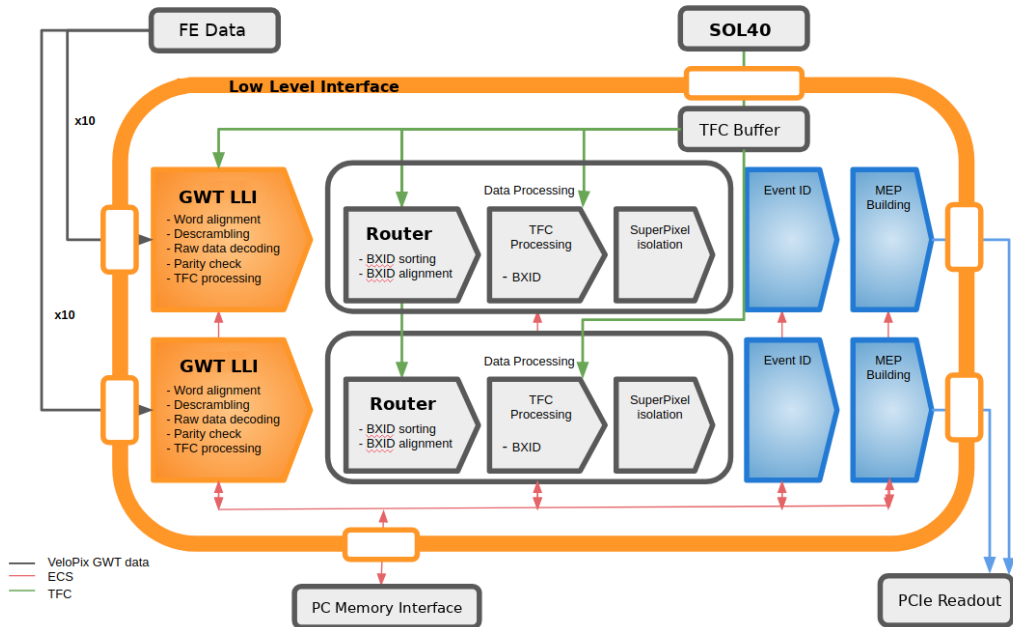 FE Data
SOL40
Low Level Interface
x10
TFC Buffer
GWT LLI
- Word alignment
- Descrambling
- Raw data decoding
- Parity check
- TFC processing
Data Processing
Router
- BXID sorting
- BXID alignment
TFC
Processing
- BXID
SuperPixel
isolation
Event ID
MEP
Building
x10
GWT LLI
- Word alignment
- Descrambling
- Raw data decoding
- Parity check
- TFC processing
Data Processing
Router
- BXID sorting
- BXID alignment
TFC
Processing
- BXID
SuperPixel
isolation
Event ID
MEP
Building
VeloPix GWT data
ECS
TFC
PC Memory Interface
PCIe Readout